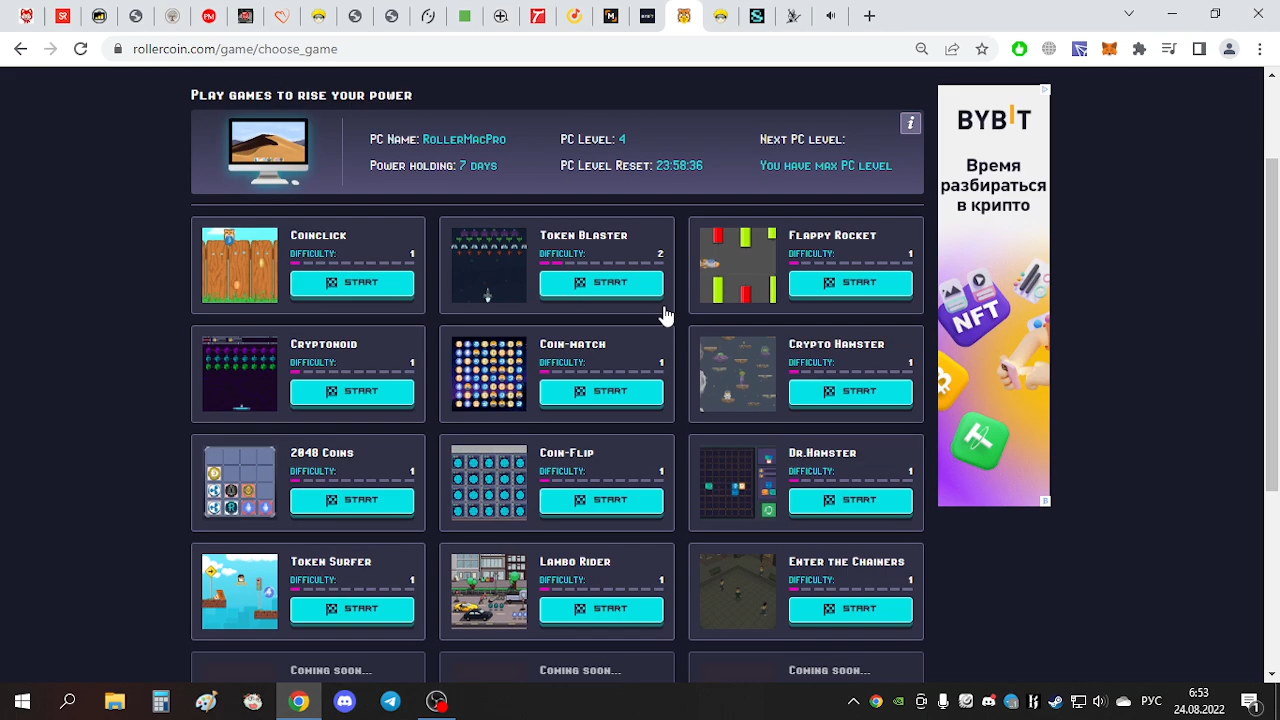 rollercoin.com/game/choose_game
Play games to rise your power
PC Name: RollerMacPro
PC Level: 4
Next PC level:
Power holding: 7 days
PC Level Reset: 23:58:36
You have max PC level
i
BYBIT
Время
разбираться
в крипто
NFT
Coinclick
Difficulty: 1
START
Token Blaster
Difficulty: 2
START
Flappy Rocket
Difficulty: 1
START
Cryptonoid
Difficulty: 1
START
Coin-Match
Difficulty: 1
START
Crypto Hamster
Difficulty: 1
START
2048 Coins
Difficulty: 1
START
Coin-Flip
Difficulty: 1
START
Dr.Hamster
Difficulty: 1
START
Token Surfer
Difficulty: 1
START
Lambo Rider
Difficulty: 1
START
Enter the Chainers
Difficulty: 1
START
Coming soon...
Coming soon...
Coming soon...
РУС
6:53
24.08.2022